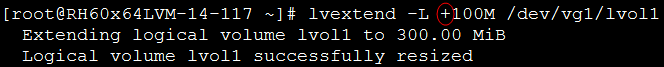 [root@RH60x64LVM-14-117 ~]# lvextend -L +100M /dev/vg1/lvol1
  Extending logical volume lvol1 to 300.00 MiB
  Logical volume lvol1 successfully resized